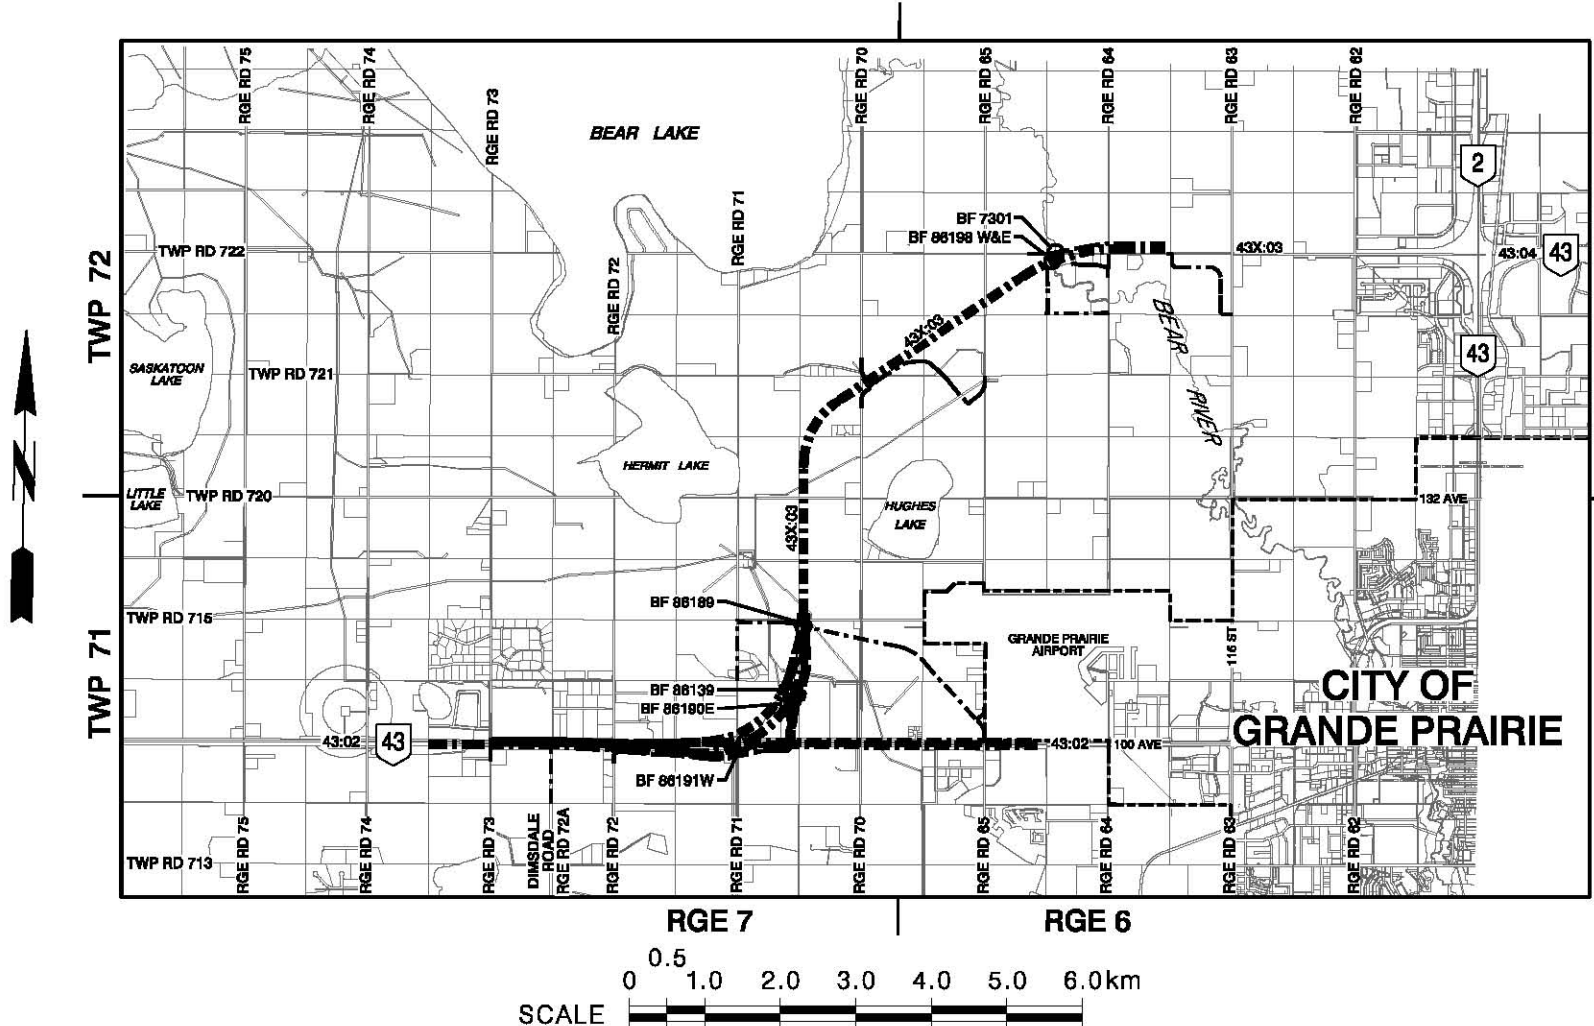 RGE RD 75
RGE RD 74
RGE RD 73
RGE RD 71
RGE RD 72
RGE RD 70
RGE RD 65
RGE RD 64
RGE RD 63
RGE RD 62
BEAR LAKE
2
BF 7301
BF 86198 W&E
TWP RD 722
43X:03
43:04
43
TWP 72
43X:03
BEAR RIVER
43
SASKATOON
LAKE
TWP RD 721
HERMIT LAKE
N
LITTLE
LAKE
TWP RD 720
HUGHES
LAKE
132 AVE
43X:03
BF 86189
TWP RD 715
GRANDE PRAIRIE
AIRPORT
116 ST
TWP 71
BF 86139
BF 86190E
CITY OF
GRANDE PRAIRIE
43:02
43
43:02
100 AVE
BF 86191W
TWP RD 713
RGE RD 75
RGE RD 74
RGE RD 73
DIMSDALE
ROAD
RGE RD 72A
RGE RD 72
RGE RD 71
RGE RD 70
RGE RD 65
RGE RD 64
RGE RD 63
RGE RD 62
RGE 7
RGE 6
0.5
0 1.0 2.0 3.0 4.0 5.0 6.0km
SCALE